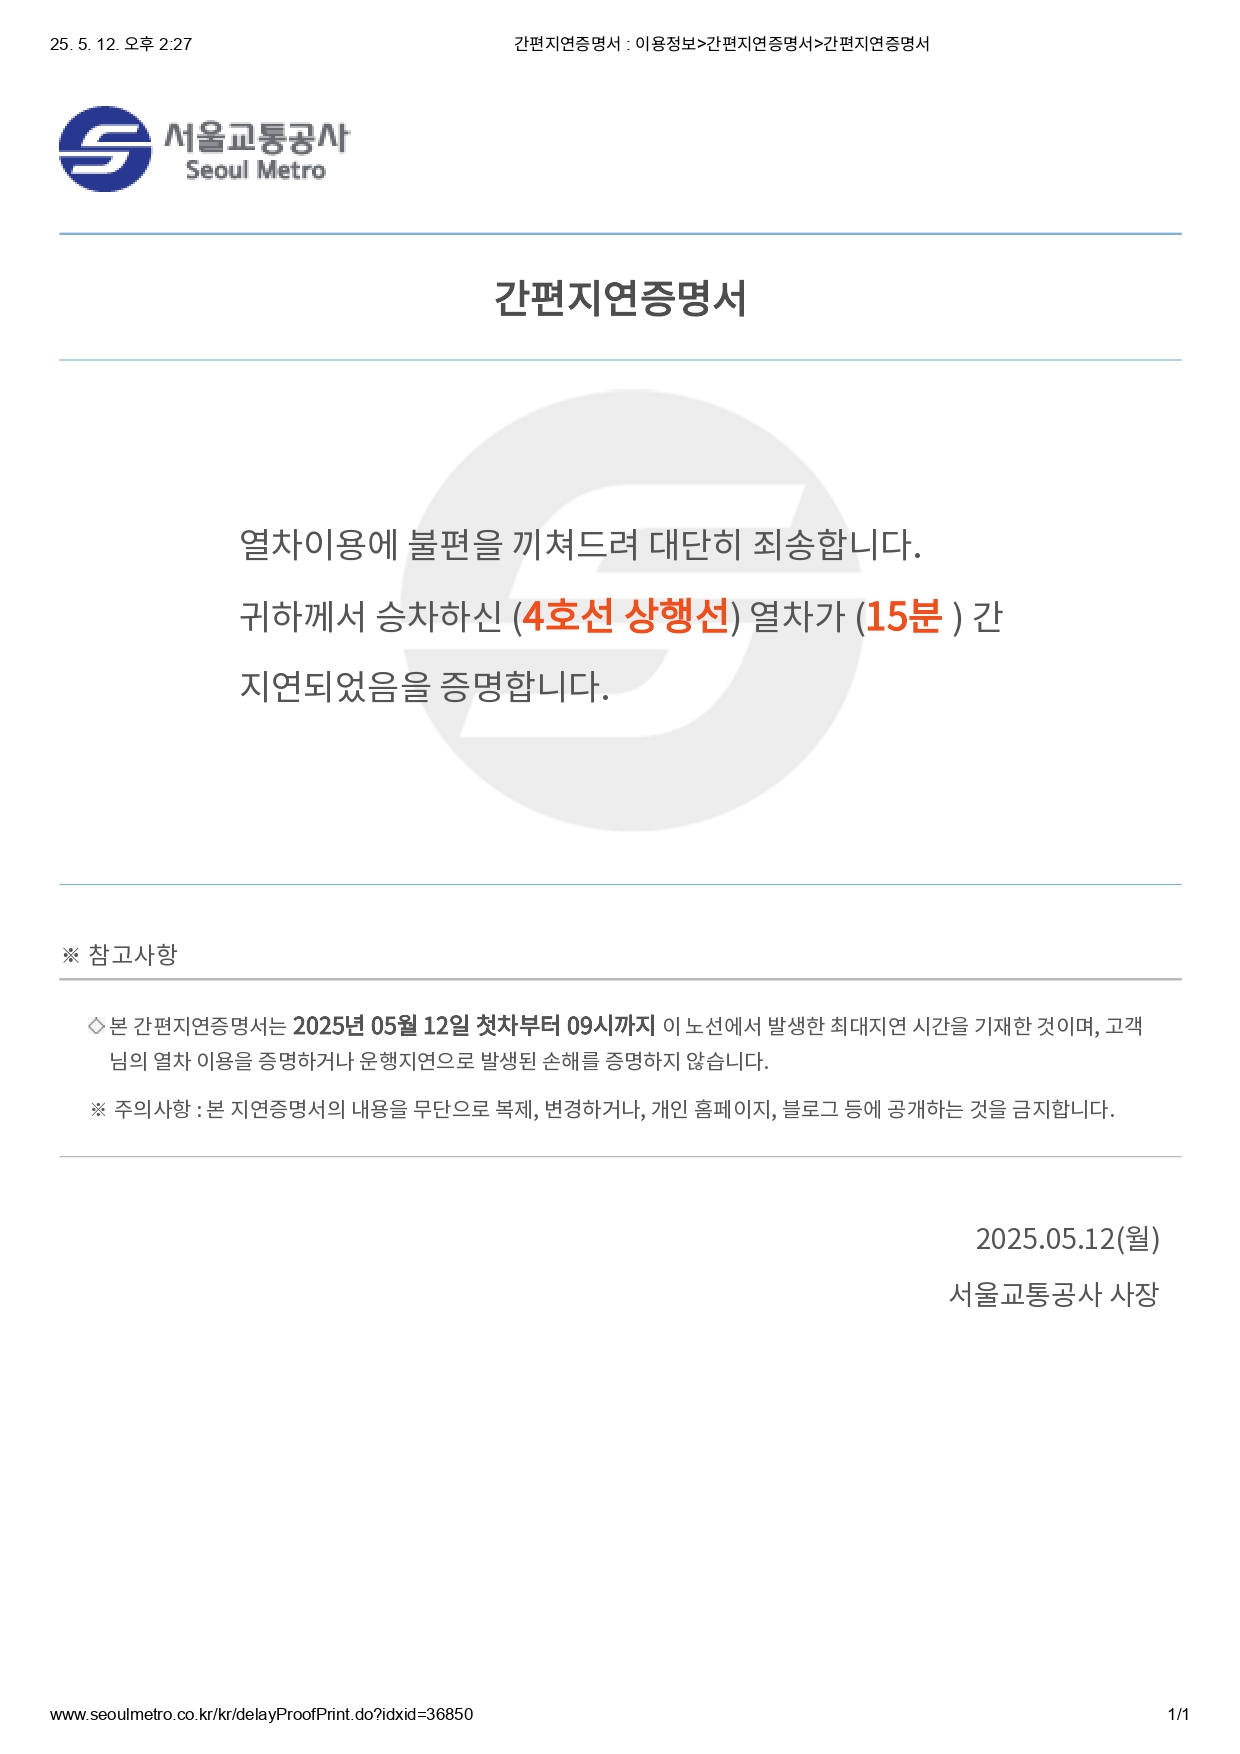 25. 5. 12. 오후 2:27
간편지연증명서 : 이용정보>간편지연증명서>간편지연증명서
서울교통공사
Seoul Metro
간편지연증명서
열차이용에 불편을 끼쳐드려 대단히 죄송합니다.
귀하께서 승차하신 (4호선 상행선) 열차가 (15분 ) 간
지연되었음을 증명합니다.
※ 참고사항
◇ 본 간편지연증명서는 2025년 05월 12일 첫차부터 09시까지 이 노선에서 발생한 최대지연 시간을 기재한 것이며, 고객
님의 열차 이용을 증명하거나 운행지연으로 발생된 손해를 증명하지 않습니다.
※ 주의사항 : 본 지연증명서의 내용을 무단으로 복제, 변경하거나, 개인 홈페이지, 블로그 등에 공개하는 것을 금지합니다.
2025.05.12(월)
서울교통공사 사장
www.seoulmetro.co.kr/kr/delayProofPrint.do?idxid=36850
1/1